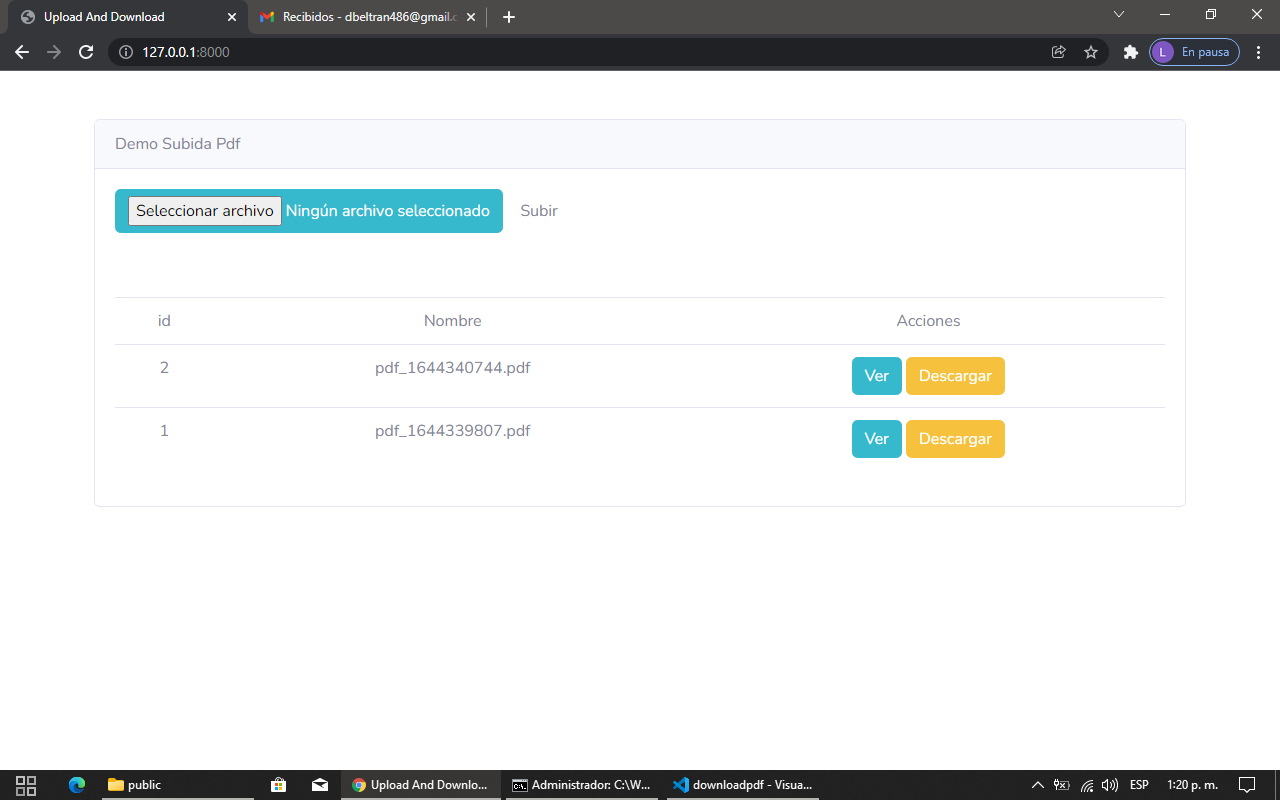 Upload And Download
Recibidos - dbeltran486@gmail.c
127.0.0.1:8000
L
En pausa
Demo Subida Pdf
Seleccionar archivo Ningún archivo seleccionado Subir
id Nombre Acciones
2 pdf_1644340744.pdf Ver Descargar
1 pdf_1644339807.pdf Ver Descargar
public
Upload And Downlo...
Administrador: C:\W...
downloadpdf - Visua...
ESP
1:20 p. m.